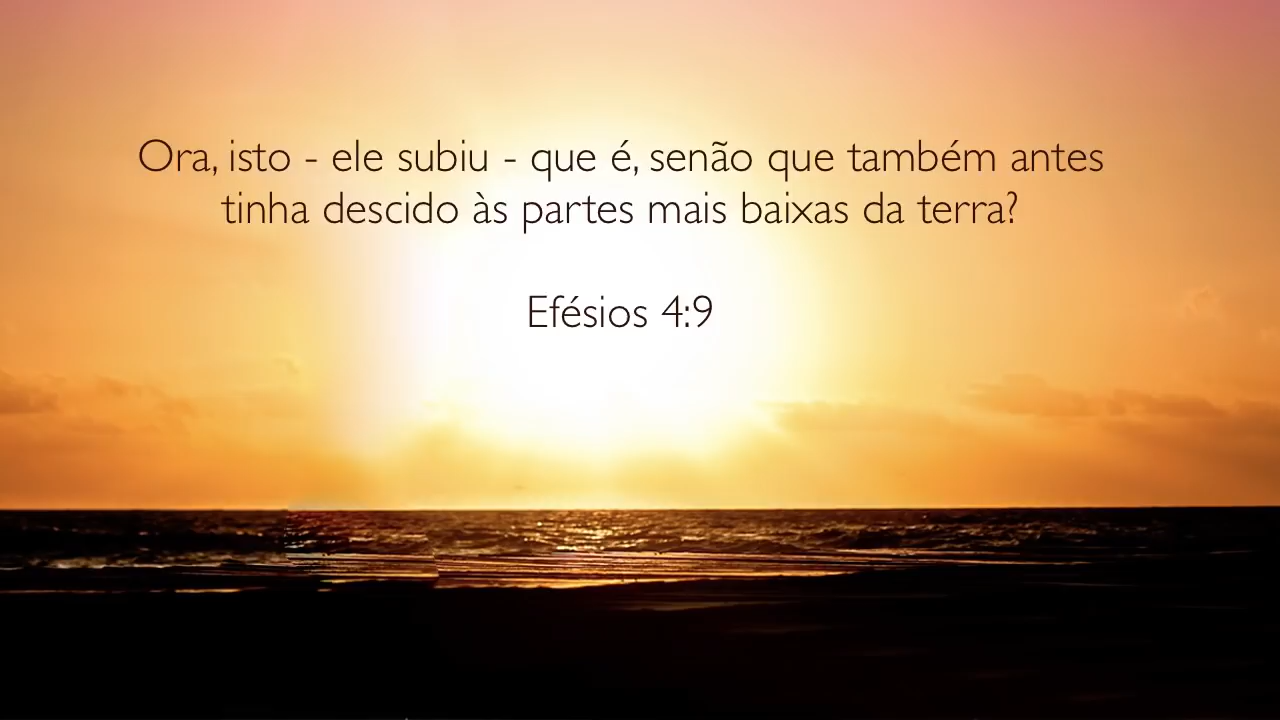 Ora, isto - ele subiu - que é, senão que também antes
tinha descido às partes mais baixas da terra?
Efésios 4:9